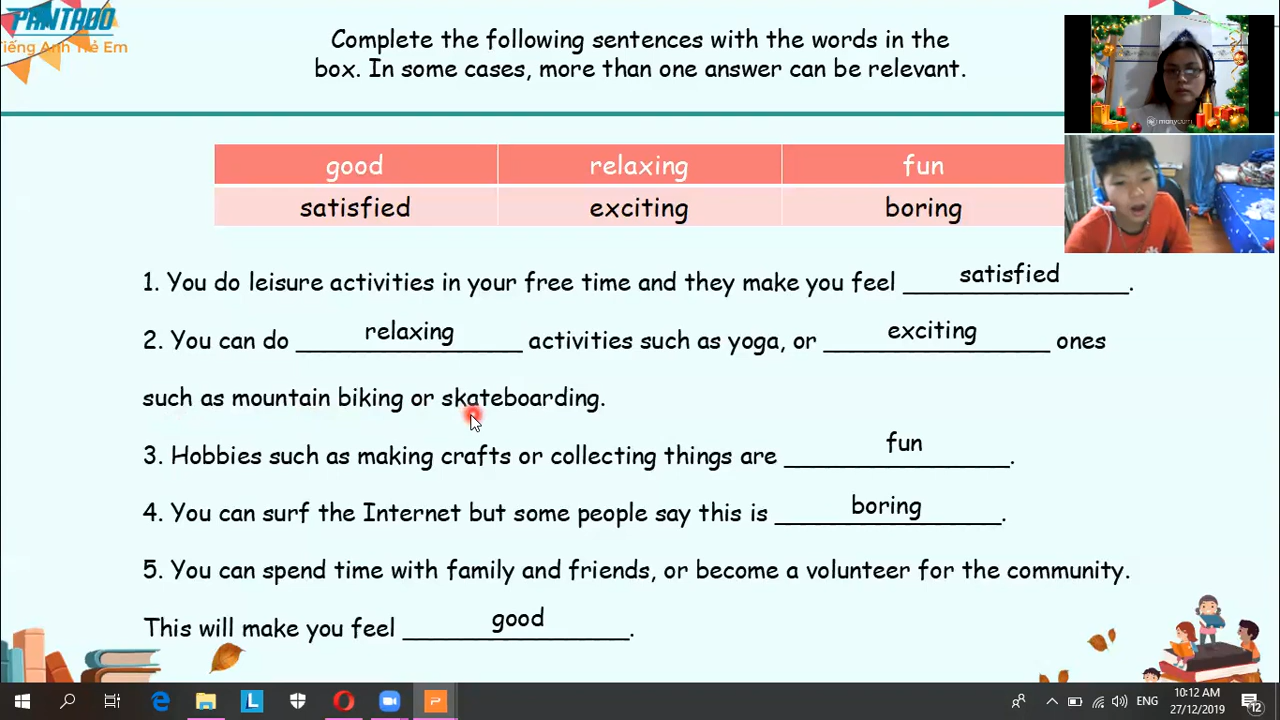 PANTADO
Tiếng Anh Trẻ Em
Complete the following sentences with the words in the
box. In some cases, more than one answer can be relevant.
good relaxing fun
satisfied exciting boring
1. You do leisure activities in your free time and they make you feel satisfied.
2. You can do relaxing activities such as yoga, or exciting ones
such as mountain biking or skateboarding.
3. Hobbies such as making crafts or collecting things are fun.
4. You can surf the Internet but some people say this is boring.
5. You can spend time with family and friends, or become a volunteer for the community.
This will make you feel good.
manycam
ENG
10:12 AM
27/12/2019
12